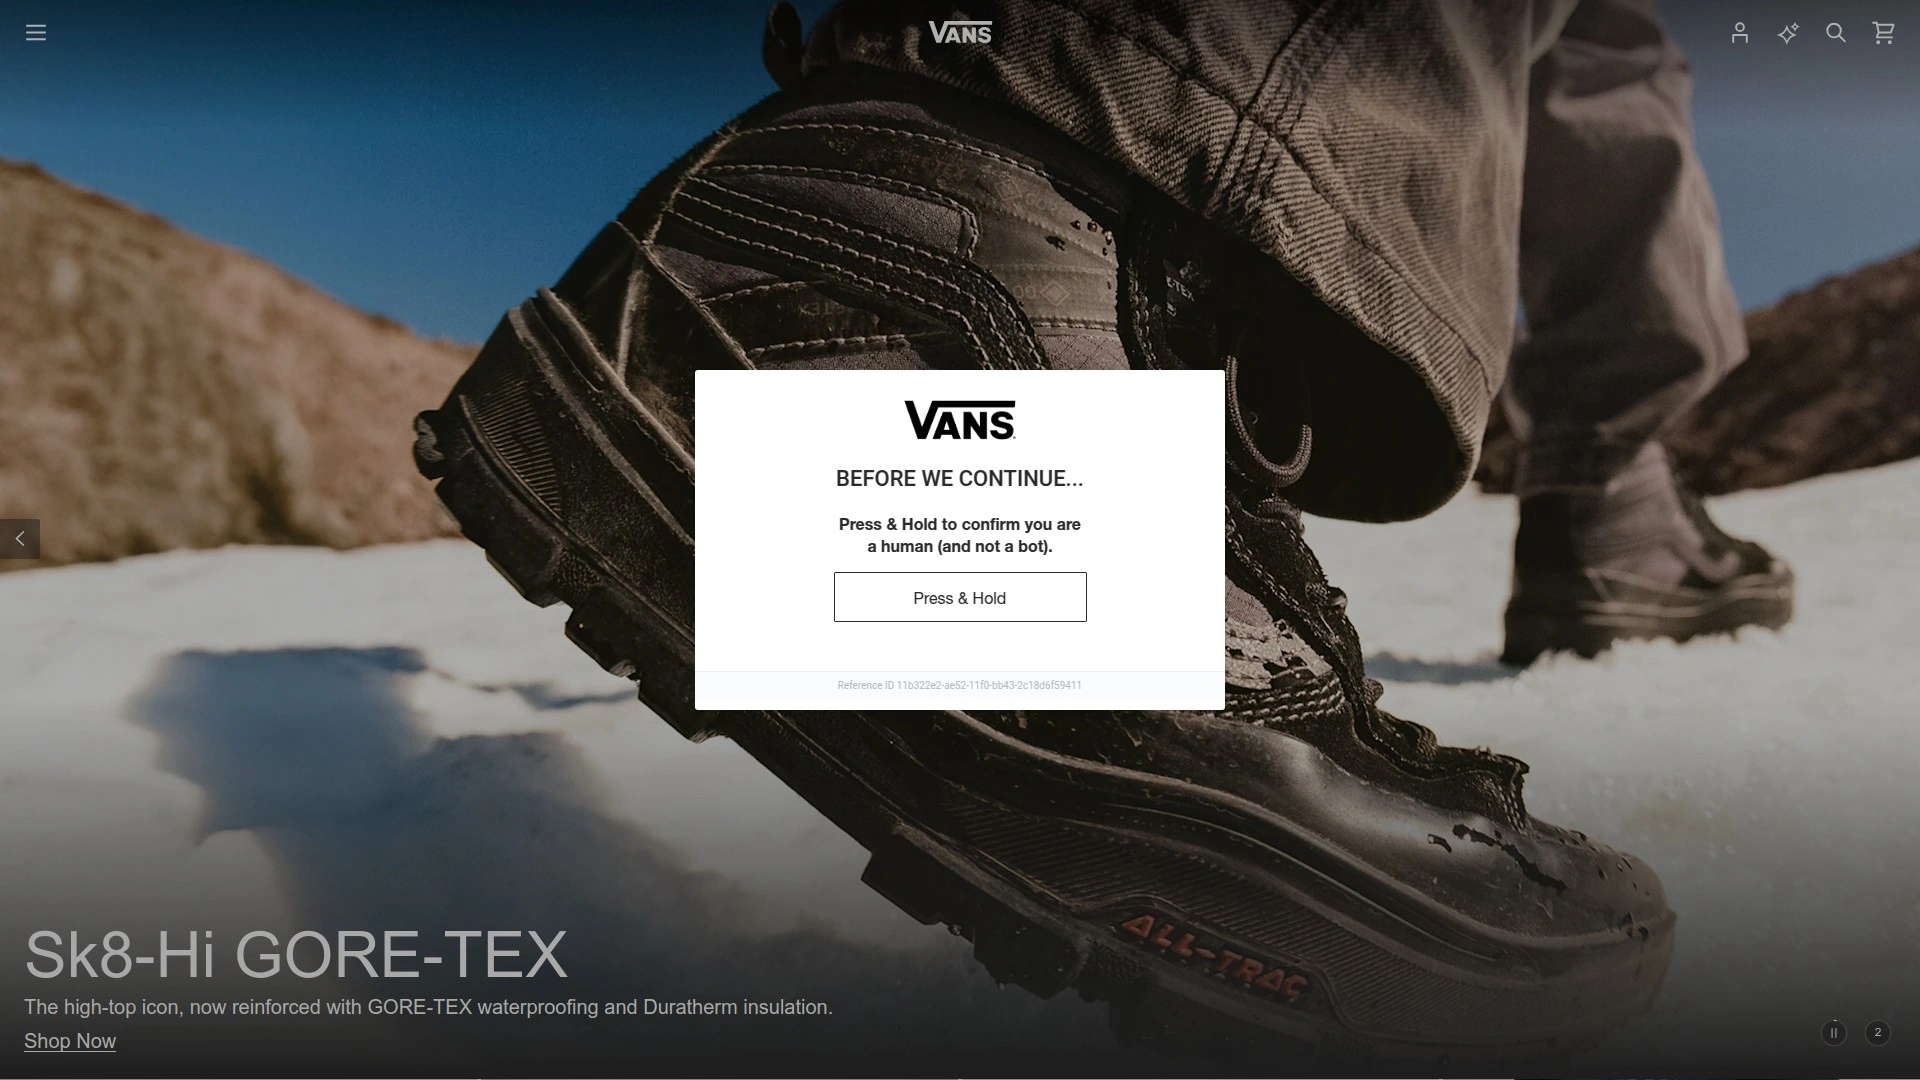 VANS
VANS
BEFORE WE CONTINUE...
Press & Hold to confirm you are
a human (and not a bot).
Press & Hold
Reference ID 11b322e2-ae52-11f0-bb43-2c18d6f59411
ALL-TRAC
Sk8-Hi GORE-TEX
The high-top icon, now reinforced with GORE-TEX waterproofing and Duratherm insulation.
Shop Now
2